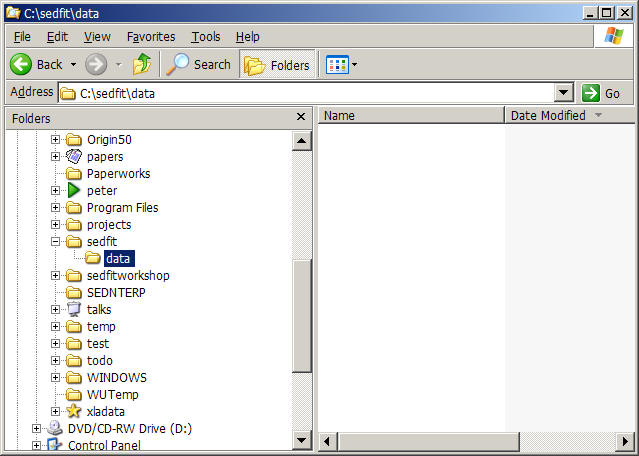 C:\sedfit\data
File Edit View Favorites Tools Help
Back Search Folders
Address C:\sedfit\data Go
Folders
Name Date Modified
Origin50
papers
Paperworks
peter
Program Files
projects
sedfit
data
sedfitworkshop
SEDNTERP
talks
temp
test
todo
WINDOWS
WUTemp
xladata
DVD/CD-RW Drive (D:)
Control Panel